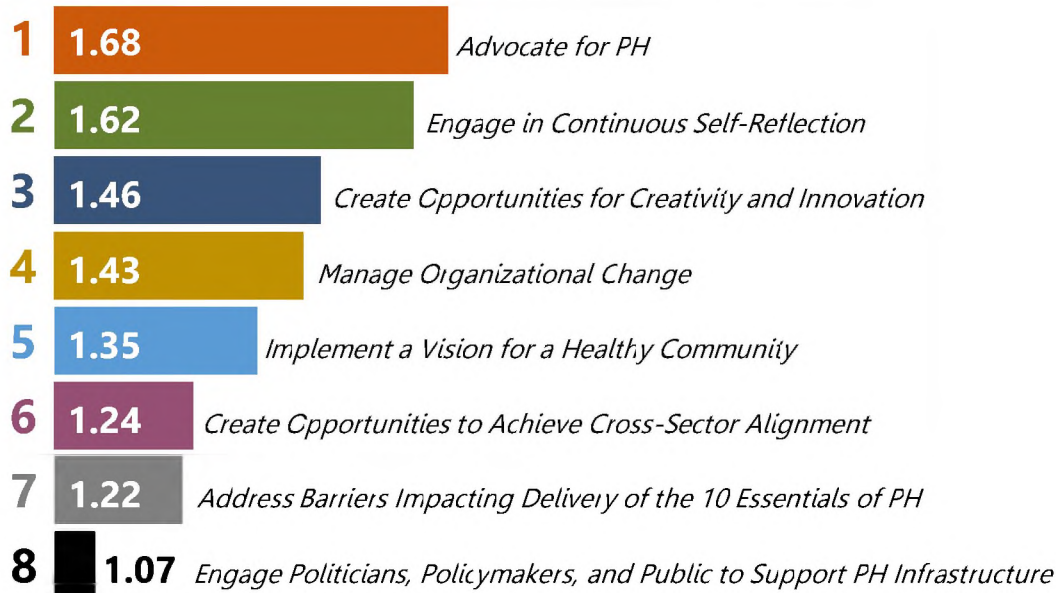 1 1.68 Advocate for PH
2 1.62 Engage in Continuous Self-Reflection
3 1.46 Create Opportunities for Creativity and Innovation
4 1.43 Manage Organizational Change
5 1.35 Implement a Vision for a Healthy Community
6 1.24 Create Opportunities to Achieve Cross-Sector Alignment
7 1.22 Address Barriers Impacting Delivery of the 10 Essentials of PH
8 1.07 Engage Politicians, Policymakers, and Public to Support PH Infrastructure